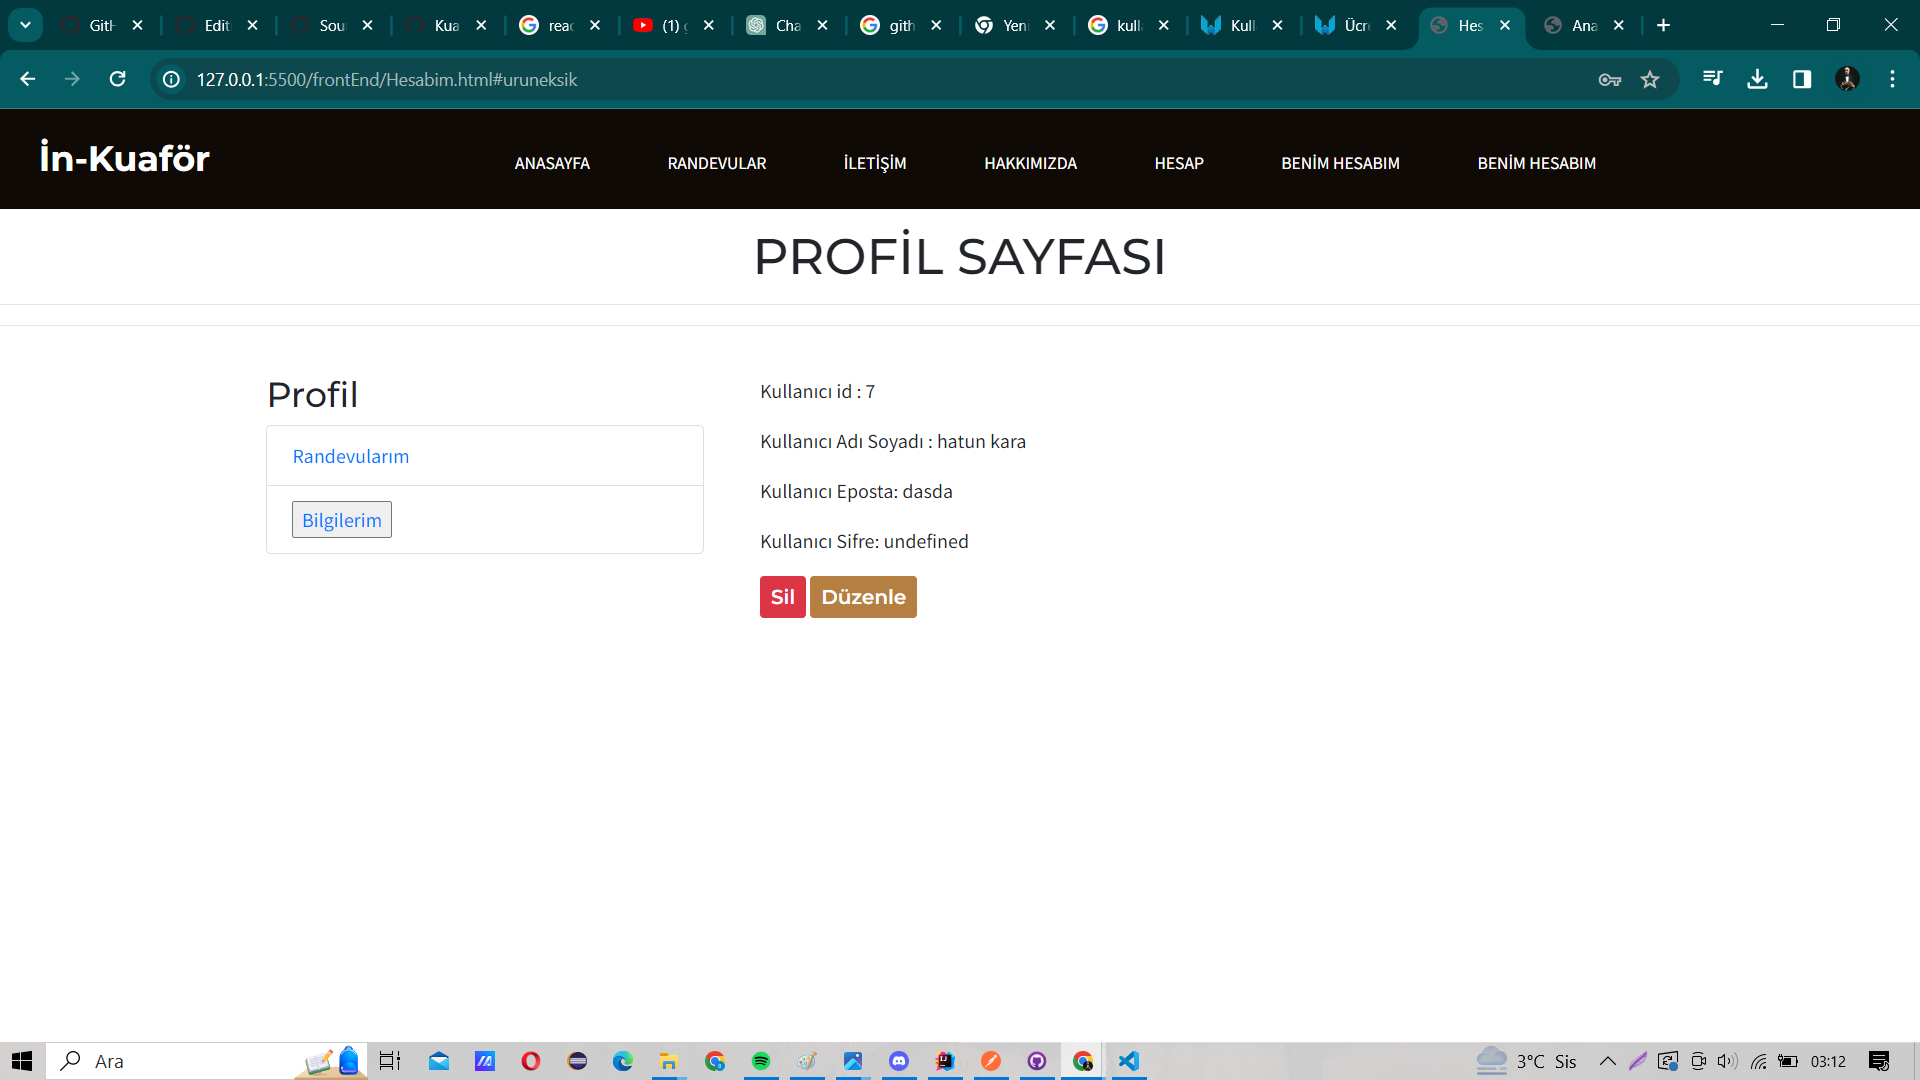 GitH
Edit
Sou
Kua
reac
(1) g
Cha
gith
Yeni
kull
Kull
Ücr
Hes
Ana
127.0.0.1:5500/frontEnd/Hesabim.html#uruneksik
İn-Kuaför
ANASAYFA
RANDEVULAR
İLETİŞİM
HAKKIMIZDA
HESAP
BENİM HESABIM
BENİM HESABIM
PROFİL SAYFASI
Profil
Randevularım
Bilgilerim
Kullanıcı id : 7
Kullanıcı Adı Soyadı : hatun kara
Kullanıcı Eposta: dasda
Kullanıcı Sifre: undefined
Sil Düzenle
Ara
3°C Sis
03:12